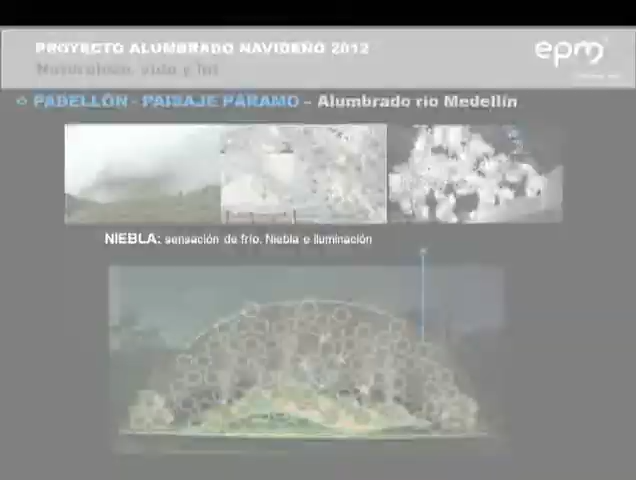 PROYECTO ALUMBRADO NAVIDEÑO 2012
epm
Naturaleza, vida y luz
PABELLÓN - PAISAJE PÁRAMO – Alumbrado río Medellín
NIEBLA: sensación de frío. Niebla e iluminación